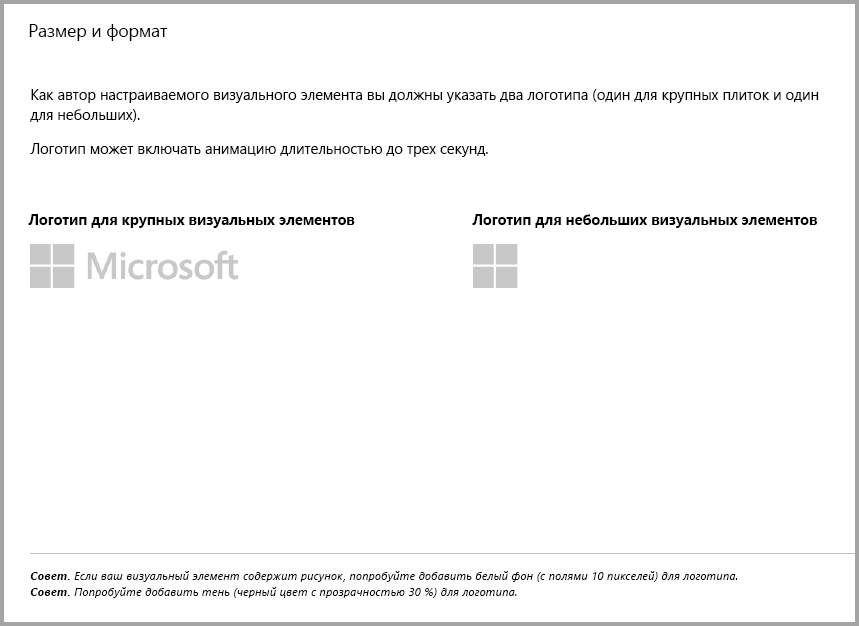 Размер и формат
Как автор настраиваемого визуального элемента вы должны указать два логотипа (один для крупных плиток и один
для небольших).
Логотип может включать анимацию длительностью до трех секунд.
Логотип для крупных визуальных элементов
Логотип для небольших визуальных элементов
Microsoft
Совет. Если ваш визуальный элемент содержит рисунок, попробуйте добавить белый фон (с полями 10 пикселей) для логотипа.
Совет. Попробуйте добавить тень (черный цвет с прозрачностью 30 %) для логотипа.